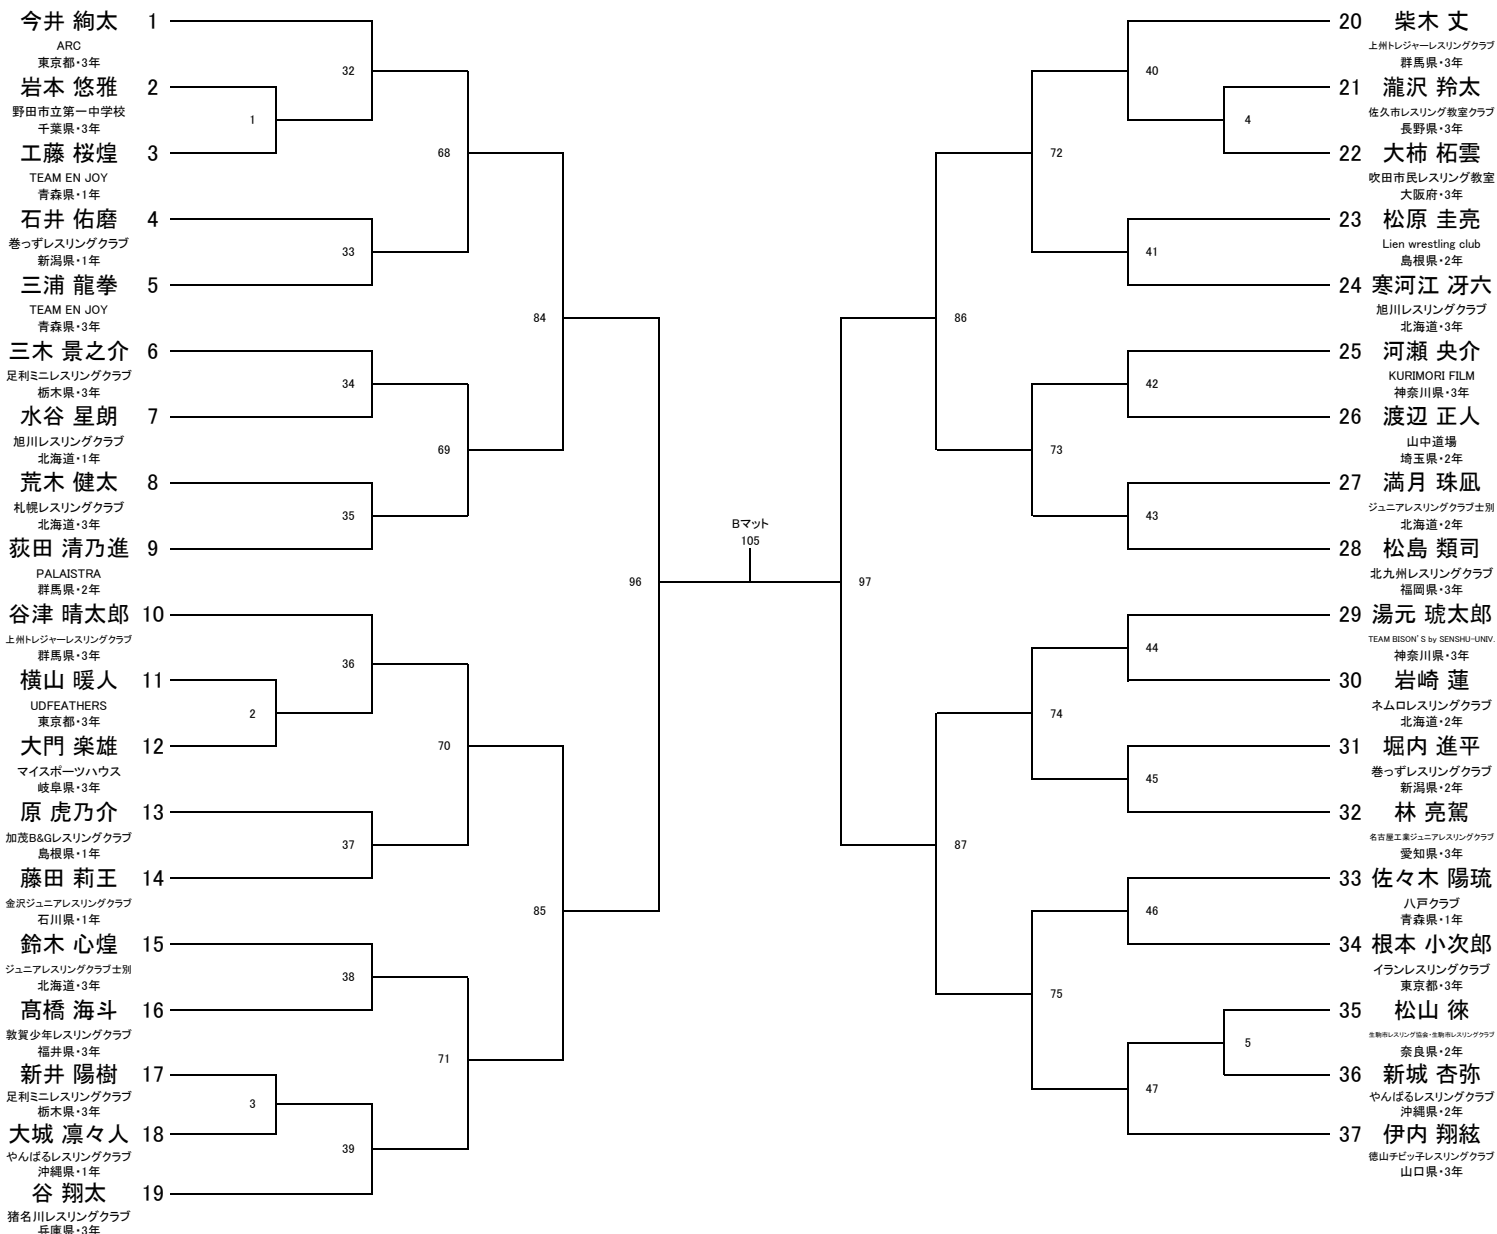 今井 絢太 1
ARC
東京都・3年
岩本 悠雅 2
野田市立第一中学校
千葉県・3年
工藤 桜煌 3
TEAM EN JOY
青森県・1年
石井 佑磨 4
巻っずレスリングクラブ
新潟県・1年
三浦 龍拳 5
TEAM EN JOY
青森県・3年
三木 景之介 6
足利ミニレスリングクラブ
栃木県・3年
水谷 星朗 7
旭川レスリングクラブ
北海道・1年
荒木 健太 8
札幌レスリングクラブ
北海道・3年
荻田 清乃進 9
PALAISTRA
群馬県・2年
谷津 晴太郎 10
上州トレジャーレスリングクラブ
群馬県・3年
横山 暖人 11
UDFEATHERS
東京都・3年
大門 楽雄 12
マイスポーツハウス
岐阜県・3年
原 虎乃介 13
加茂B&Gレスリングクラブ
島根県・1年
藤田 莉王 14
金沢ジュニアレスリングクラブ
石川県・1年
鈴木 心煌 15
ジュニアレスリングクラブ士別
北海道・3年
髙橋 海斗 16
敦賀少年レスリングクラブ
福井県・3年
新井 陽樹 17
足利ミニレスリングクラブ
栃木県・3年
大城 凛々人 18
やんばるレスリングクラブ
沖縄県・1年
谷 翔太 19
猪名川レスリングクラブ
兵庫県・3年
1
2
3
32
33
34
35
36
37
38
39
68
69
70
71
84
85
96
Bマット
105
97
86
87
72
73
74
75
40
41
42
43
44
45
46
47
4
5
20 柴木 丈
上州トレジャーレスリングクラブ
群馬県・3年
21 瀧沢 羚太
佐久市レスリング教室クラブ
長野県・3年
22 大柿 柘雲
吹田市民レスリング教室
大阪府・3年
23 松原 圭亮
Lien wrestling club
島根県・2年
24 寒河江 冴六
旭川レスリングクラブ
北海道・3年
25 河瀬 央介
KURIMORI FILM
神奈川県・3年
26 渡辺 正人
山中道場
埼玉県・2年
27 満月 珠凪
ジュニアレスリングクラブ士別
北海道・2年
28 松島 類司
北九州レスリングクラブ
福岡県・3年
29 湯元 琥太郎
TEAM BISON'S by SENSHU-UNIV.
神奈川県・3年
30 岩崎 蓮
ネムロレスリングクラブ
北海道・2年
31 堀内 進平
巻っずレスリングクラブ
新潟県・2年
32 林 亮駕
名古屋工業ジュニアレスリングクラブ
愛知県・3年
33 佐々木 陽琉
八戸クラブ
青森県・1年
34 根本 小次郎
イランレスリングクラブ
東京都・3年
35 松山 徠
生駒市レスリング協会・生駒市レスリングクラブ
奈良県・2年
36 新城 杏弥
やんばるレスリングクラブ
沖縄県・2年
37 伊内 翔絃
徳山チビッ子レスリングクラブ
山口県・3年